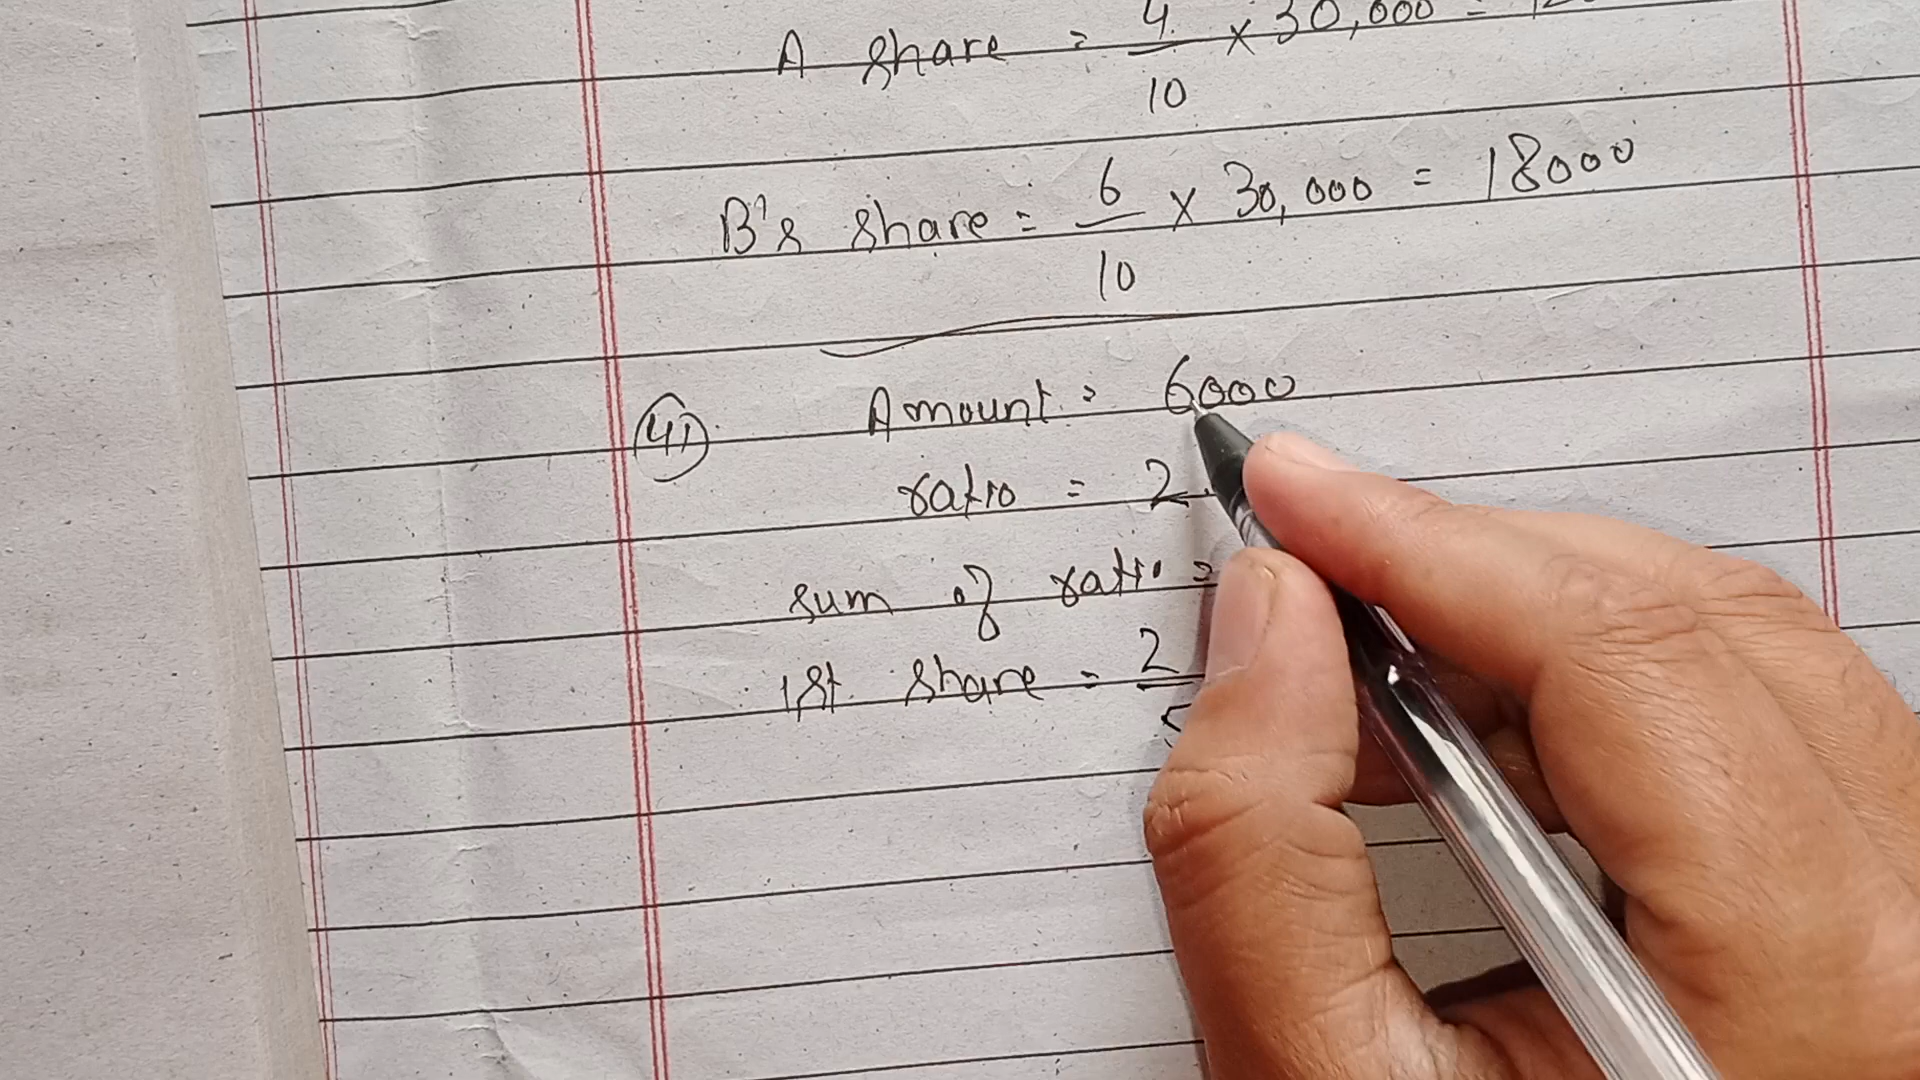 A share = 4/10 × 30,000 =
B's share = 6/10 × 30,000 = 18000
41) Amount = 6000
ratio = 2
sum of ratio =
1st share = 2/5